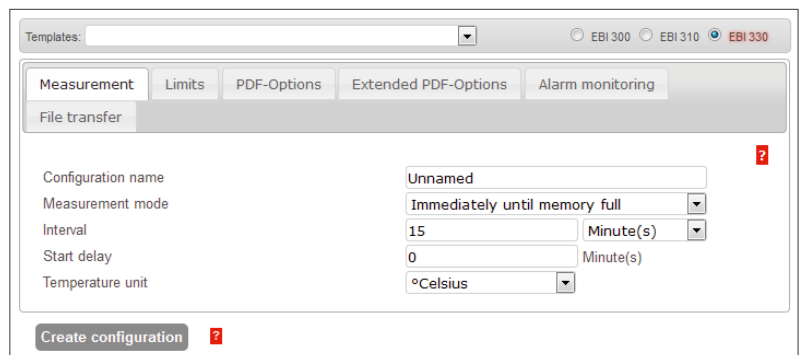 Templates: EBI 300 EBI 310 EBI 330
Measurement Limits PDF-Options Extended PDF-Options Alarm monitoring
File transfer
?
Configuration name Unnamed
Measurement mode Immediately until memory full
Interval 15 Minute(s)
Start delay 0 Minute(s)
Temperature unit °Celsius
Create configuration ?